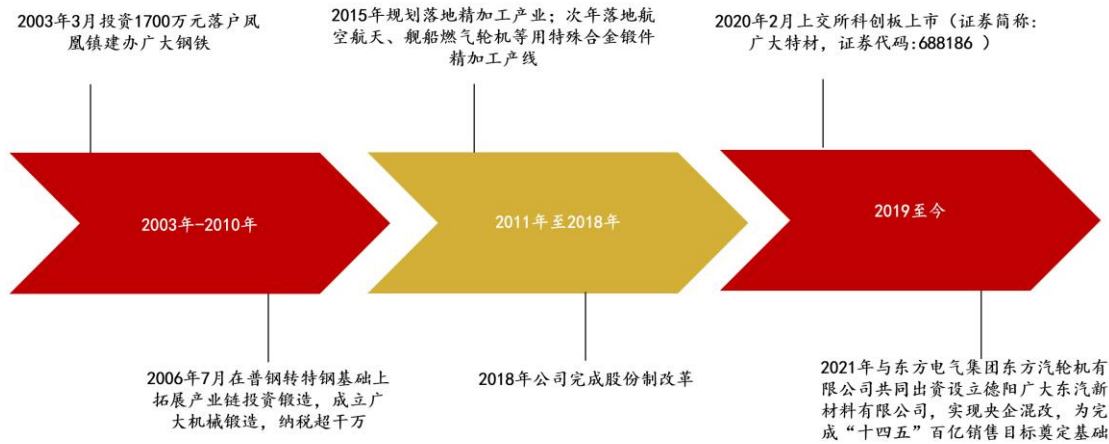 2003年3月投资1700万元落户凤
凰镇建办广大钢铁
2015年规划落地精加工产业；次年落地航
空航天、舰船燃气轮机等用特殊合金锻件
精加工产线
2020年2月上交所科创板上市（证券简称:
广大特材，证券代码:688186 ）
2003年-2010年
2011年至2018年
2019至今
2006年7月在普钢转特钢基础上
拓展产业链投资锻造，成立广
大机械锻造，纳税超千万
2018年公司完成股份制改革
2021年与东方电气集团东方汽轮机有
限公司共同出资设立德阳广大东汽新
材料有限公司，实现央企混改，为完
成“十四五”百亿销售目标奠定基础